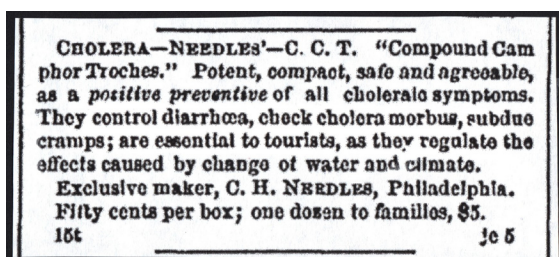 CHOLERA—NEEDLES'—C. C. T. "Compound Cam
phor Troches." Potent, compact, safe and agreeable,
as a positive preventive of all choleraic symptoms.
They control diarrhœa, check cholera morbus, subdue
cramps; are essential to tourists, as they regulate the
effects caused by change of water and climate.
Exclusive maker, C. H. NEEDLES, Philadelphia.
Fifty cents per box; one dozen to families, $5.
15t je 5